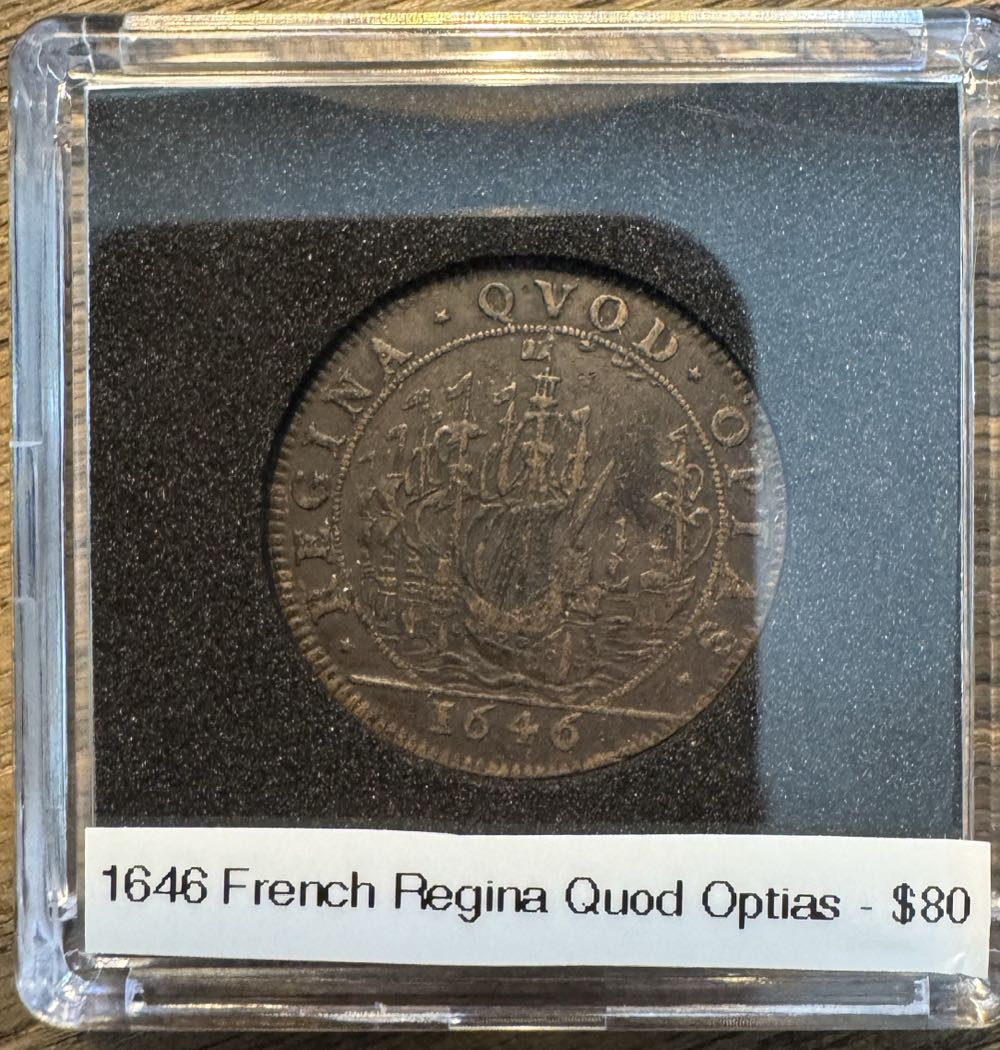 · REGINA · QVOD · OPTAS ·
1646
1646 French Regina Quod Optias - $80